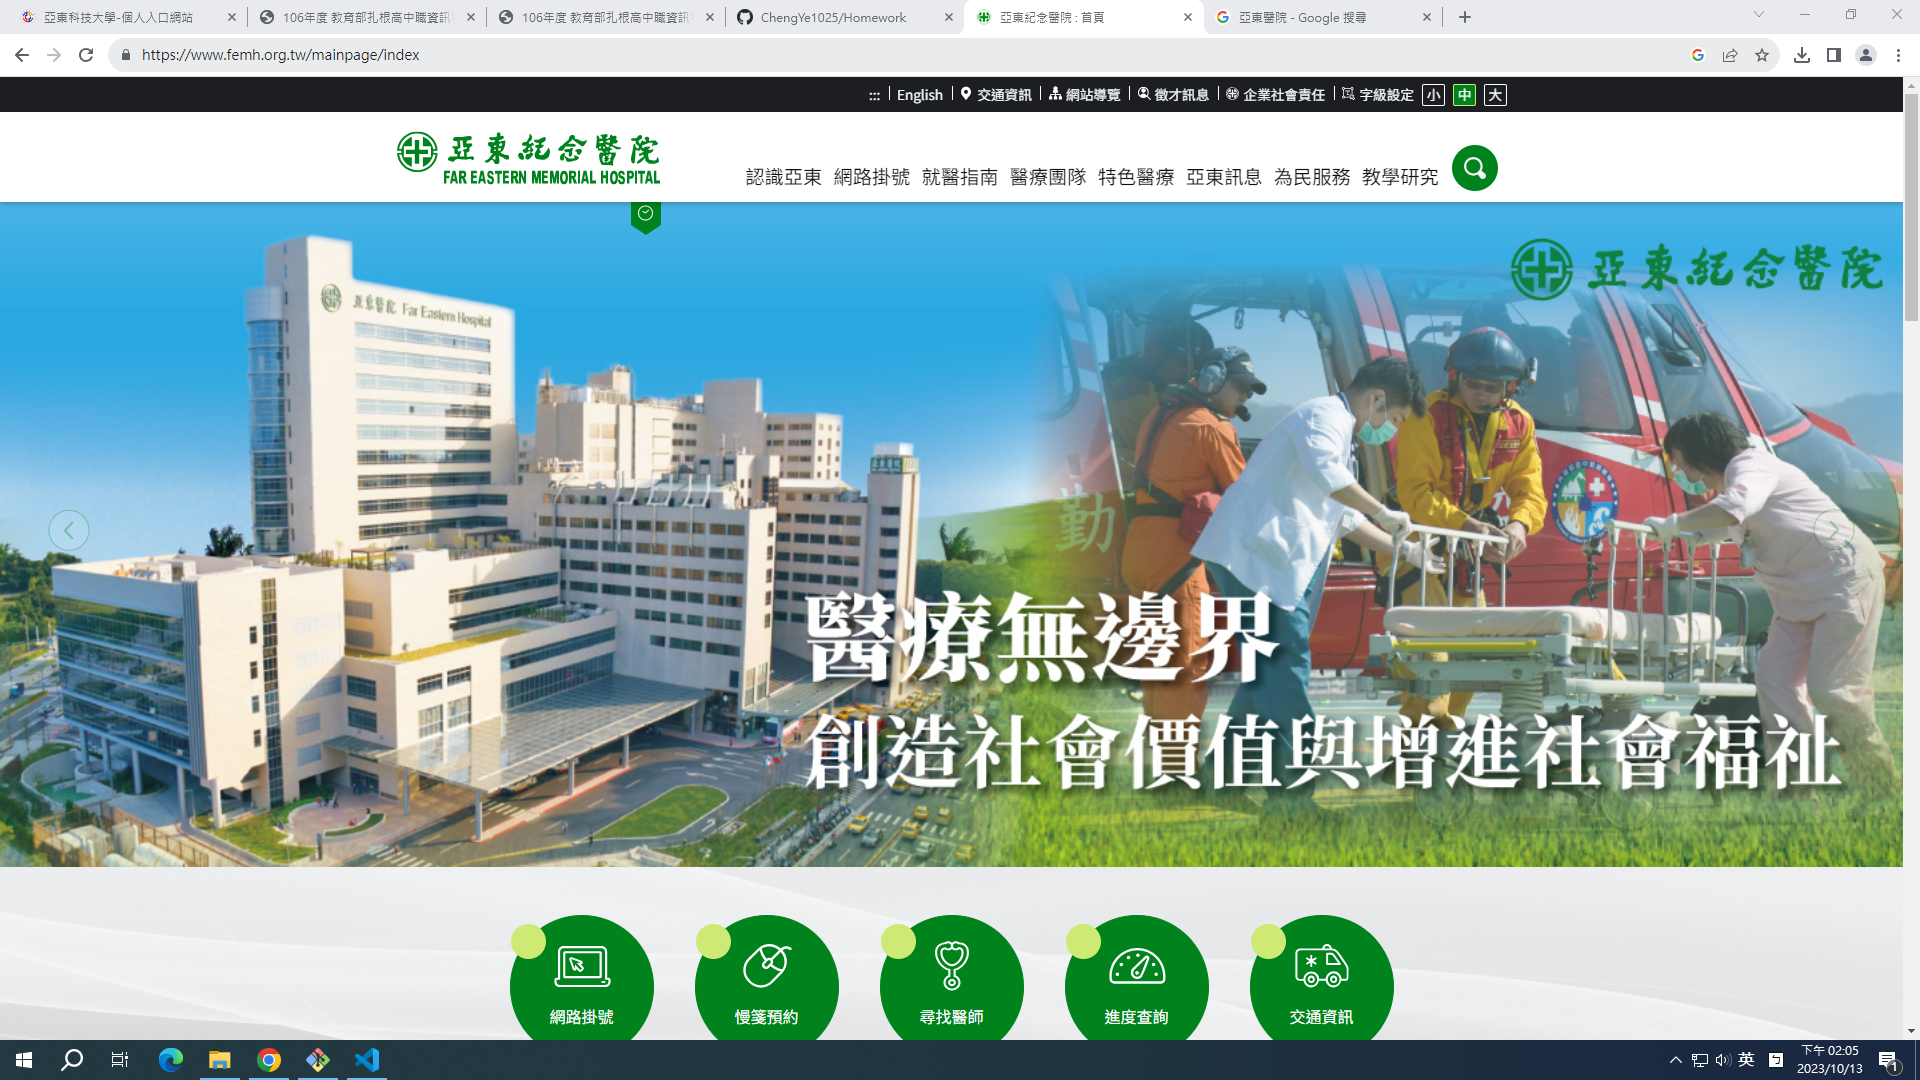 亞東科技大學-個人入口網站
106年度 教育部扎根高中職資訊
106年度 教育部扎根高中職資訊
ChengYe1025/Homework
亞東紀念醫院 : 首頁
亞東醫院 - Google 搜尋
https://www.femh.org.tw/mainpage/index
::: English 交通資訊 網站導覽 徵才訊息 企業社會責任 字級設定 小 中 大
亞東紀念醫院
FAR EASTERN MEMORIAL HOSPITAL
認識亞東 網路掛號 就醫指南 醫療團隊 特色醫療 亞東訊息 為民服務 教學研究
亞東紀念醫院
亞東醫院 Far Eastern Hospital
亞東醫院
勤
醫療無邊界
創造社會價值與增進社會福祉
網路掛號
慢箋預約
尋找醫師
進度查詢
交通資訊
英
下午 02:05
2023/10/13
1